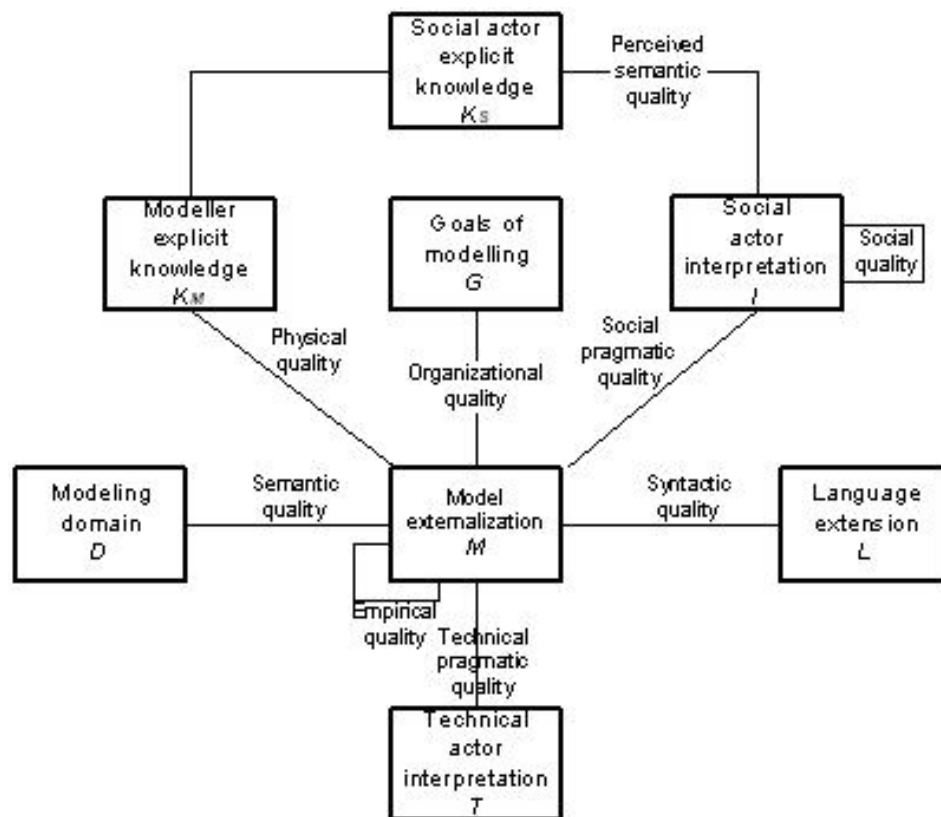 Social actor
explicit
knowledge
Ks
Perceived
semantic
quality
Modeller
explicit
knowledge
KM
Goals of
modelling
G
Social
actor
interpretation
I
Social
quality
Physical
quality
Organizational
quality
Social
pragmatic
quality
Modeling
domain
D
Semantic
quality
Model
externalization
M
Syntactic
quality
Language
extension
L
Empirical
quality
Technical
pragmatic
quality
Technical
actor
interpretation
T